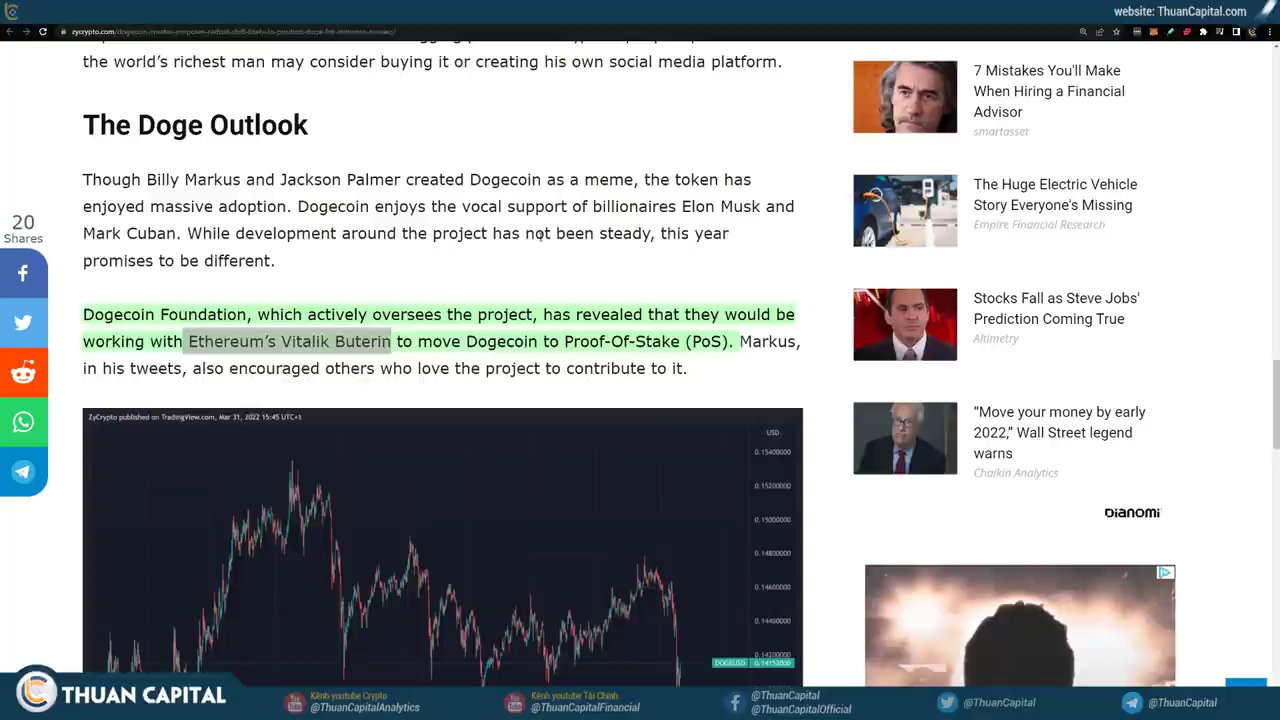 website: ThuanCapital.com
the world’s richest man may consider buying it or creating his own social media platform.
The Doge Outlook
Though Billy Markus and Jackson Palmer created Dogecoin as a meme, the token has
enjoyed massive adoption. Dogecoin enjoys the vocal support of billionaires Elon Musk and
Mark Cuban. While development around the project has not been steady, this year
promises to be different.
Dogecoin Foundation, which actively oversees the project, has revealed that they would be
working with Ethereum’s Vitalik Buterin to move Dogecoin to Proof-Of-Stake (PoS). Markus,
in his tweets, also encouraged others who love the project to contribute to it.
20
Shares
ZyCrypto published on TradingView.com, Mar 31, 2022 15:45 UTC+1
USD
0.15400000
0.15200000
0.15000000
0.14800000
0.14600000
0.14400000
0.14200000
DOGEUSD
7 Mistakes You'll Make
When Hiring a Financial
Advisor
smartasset
The Huge Electric Vehicle
Story Everyone's Missing
Empire Financial Research
Stocks Fall as Steve Jobs'
Prediction Coming True
Altimetry
“Move your money by early
2022,” Wall Street legend
warns
Chaikin Analytics
DIANOMI
THUAN CAPITAL
Kênh youtube Crypto
@ThuanCapitalAnalytics
Kênh youtube Tài Chính
@ThuanCapitalFinancial
@ThuanCapital
@ThuanCapitalOfficial
@ThuanCapital
@ThuanCapital